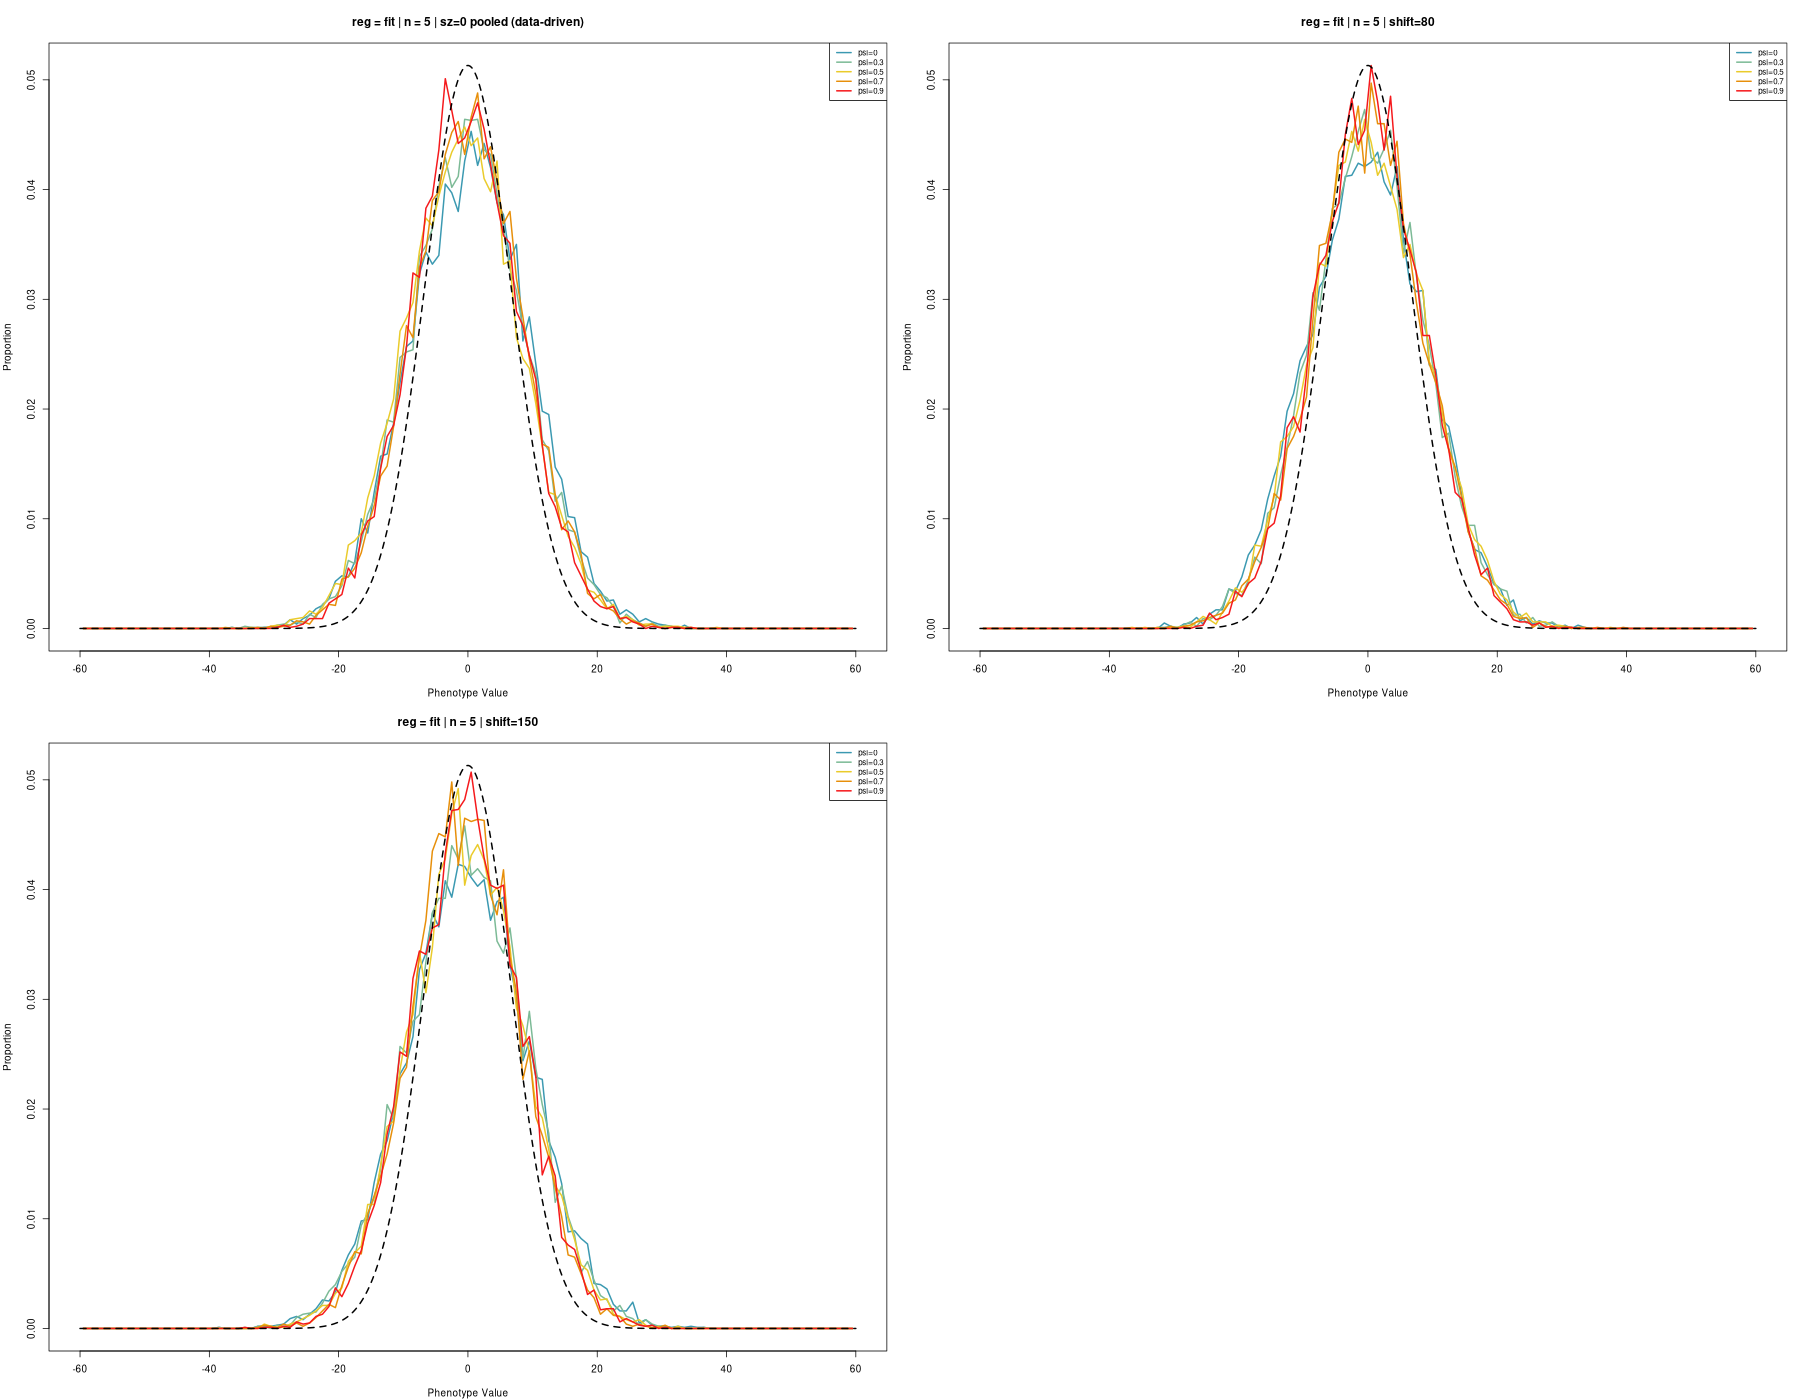 reg = fit | n = 5 | sz=0 pooled (data-driven)
psi=0
psi=0.3
psi=0.5
psi=0.7
psi=0.9
Proportion
0.05
0.04
0.03
0.02
0.01
0.00
-60 -40 -20 0 20 40 60
Phenotype Value
reg = fit | n = 5 | shift=80
psi=0
psi=0.3
psi=0.5
psi=0.7
psi=0.9
Proportion
0.05
0.04
0.03
0.02
0.01
0.00
-60 -40 -20 0 20 40 60
Phenotype Value
reg = fit | n = 5 | shift=150
psi=0
psi=0.3
psi=0.5
psi=0.7
psi=0.9
Proportion
0.05
0.04
0.03
0.02
0.01
0.00
-60 -40 -20 0 20 40 60
Phenotype Value